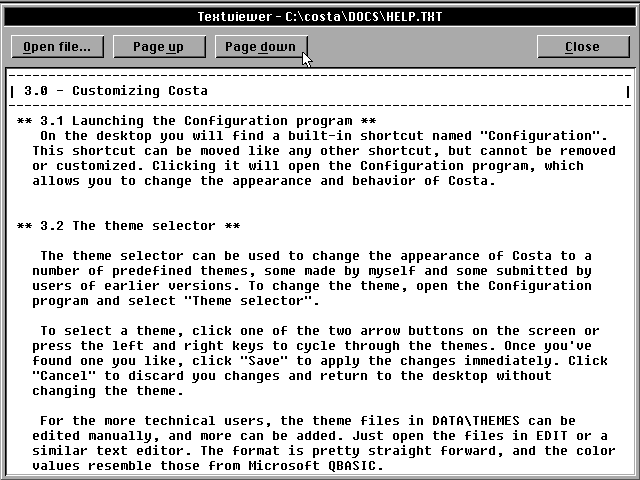 Textviewer - C:\costa\DOCS\HELP.TXT
Open file... Page up Page down Close
--------------------------------------------------------------------------------
| 3.0 - Customizing Costa |
--------------------------------------------------------------------------------
** 3.1 Launching the Configuration program **
On the desktop you will find a built-in shortcut named "Configuration".
This shortcut can be moved like any other shortcut, but cannot be removed
or customized. Clicking it will open the Configuration program, which
allows you to change the appearance and behavior of Costa.
** 3.2 The theme selector **
The theme selector can be used to change the appearance of Costa to a
number of predefined themes, some made by myself and some submitted by
users of earlier versions. To change the theme, open the Configuration
program and select "Theme selector".
To select a theme, click one of the two arrow buttons on the screen or
press the left and right keys to cycle through the themes. Once you've
found one you like, click "Save" to apply the changes immediately. Click
"Cancel" to discard you changes and return to the desktop without
changing the theme.
For the more technical users, the theme files in DATA\THEMES can be
edited manually, and more can be added. Just open the files in EDIT or a
similar text editor. The format is pretty straight forward, and the color
values resemble those from Microsoft QBASIC.